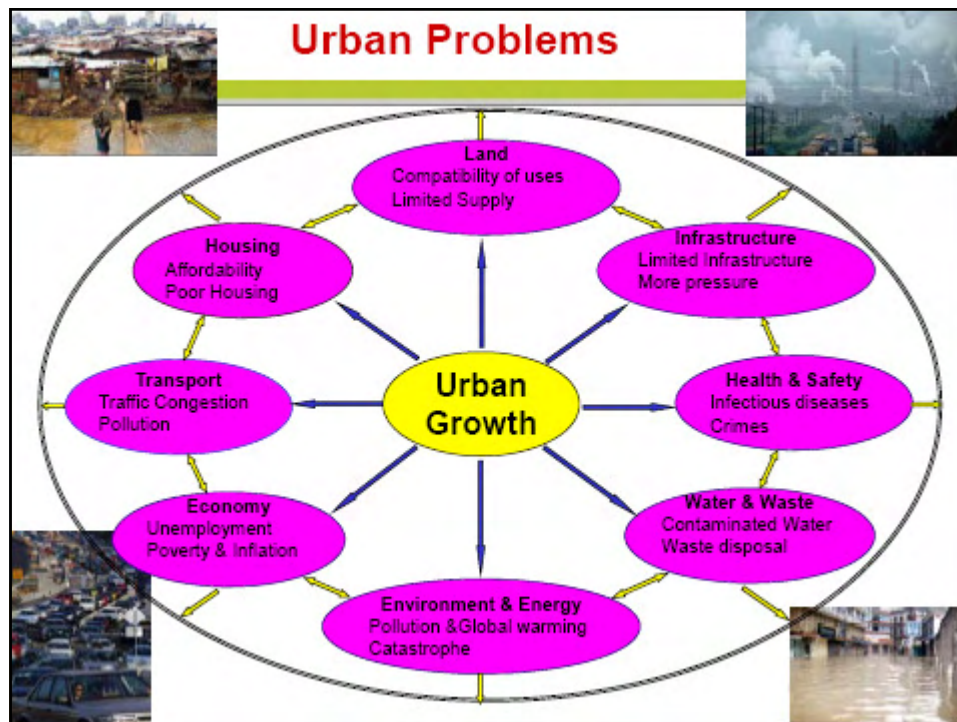 Urban Problems
Land
Compatibility of uses
Limited Supply
Infrastructure
Limited Infrastructure
More pressure
Health & Safety
Infectious diseases
Crimes
Water & Waste
Contaminated Water
Waste disposal
Environment & Energy
Pollution &Global warming
Catastrophe
Economy
Unemployment
Poverty & Inflation
Transport
Traffic Congestion
Pollution
Housing
Affordability
Poor Housing
Urban
Growth